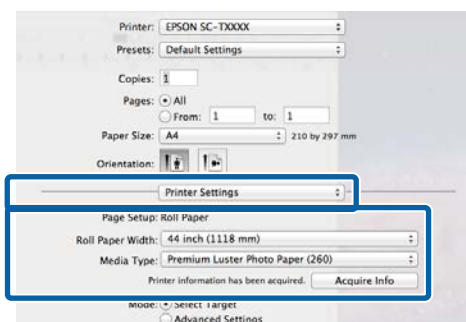 Printer: EPSON SC-TXXXX
Presets: Default Settings
Copies: 1
Pages: All
From: 1 to: 1
Paper Size: A4 210 by 297 mm
Orientation:
Printer Settings
Page Setup: Roll Paper
Roll Paper Width: 44 inch (1118 mm)
Media Type: Premium Luster Photo Paper (260)
Printer information has been acquired. Acquire Info
Mode: Select Target
Advanced Settings